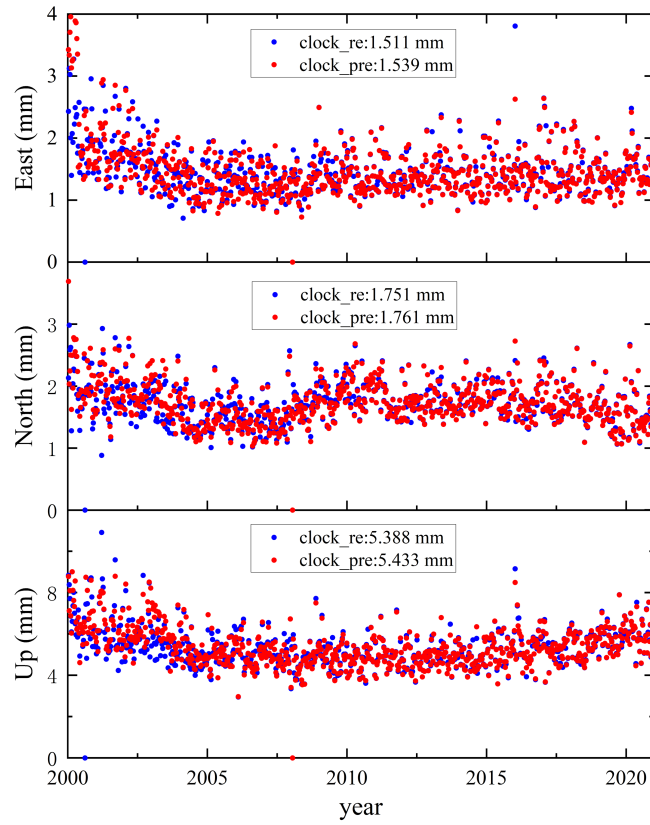 4
3
2
1
0
East (mm)
clock_re:1.511 mm
clock_pre:1.539 mm
3
2
1
0
North (mm)
clock_re:1.751 mm
clock_pre:1.761 mm
8
4
0
Up (mm)
clock_re:5.388 mm
clock_pre:5.433 mm
2000 2005 2010 2015 2020
year